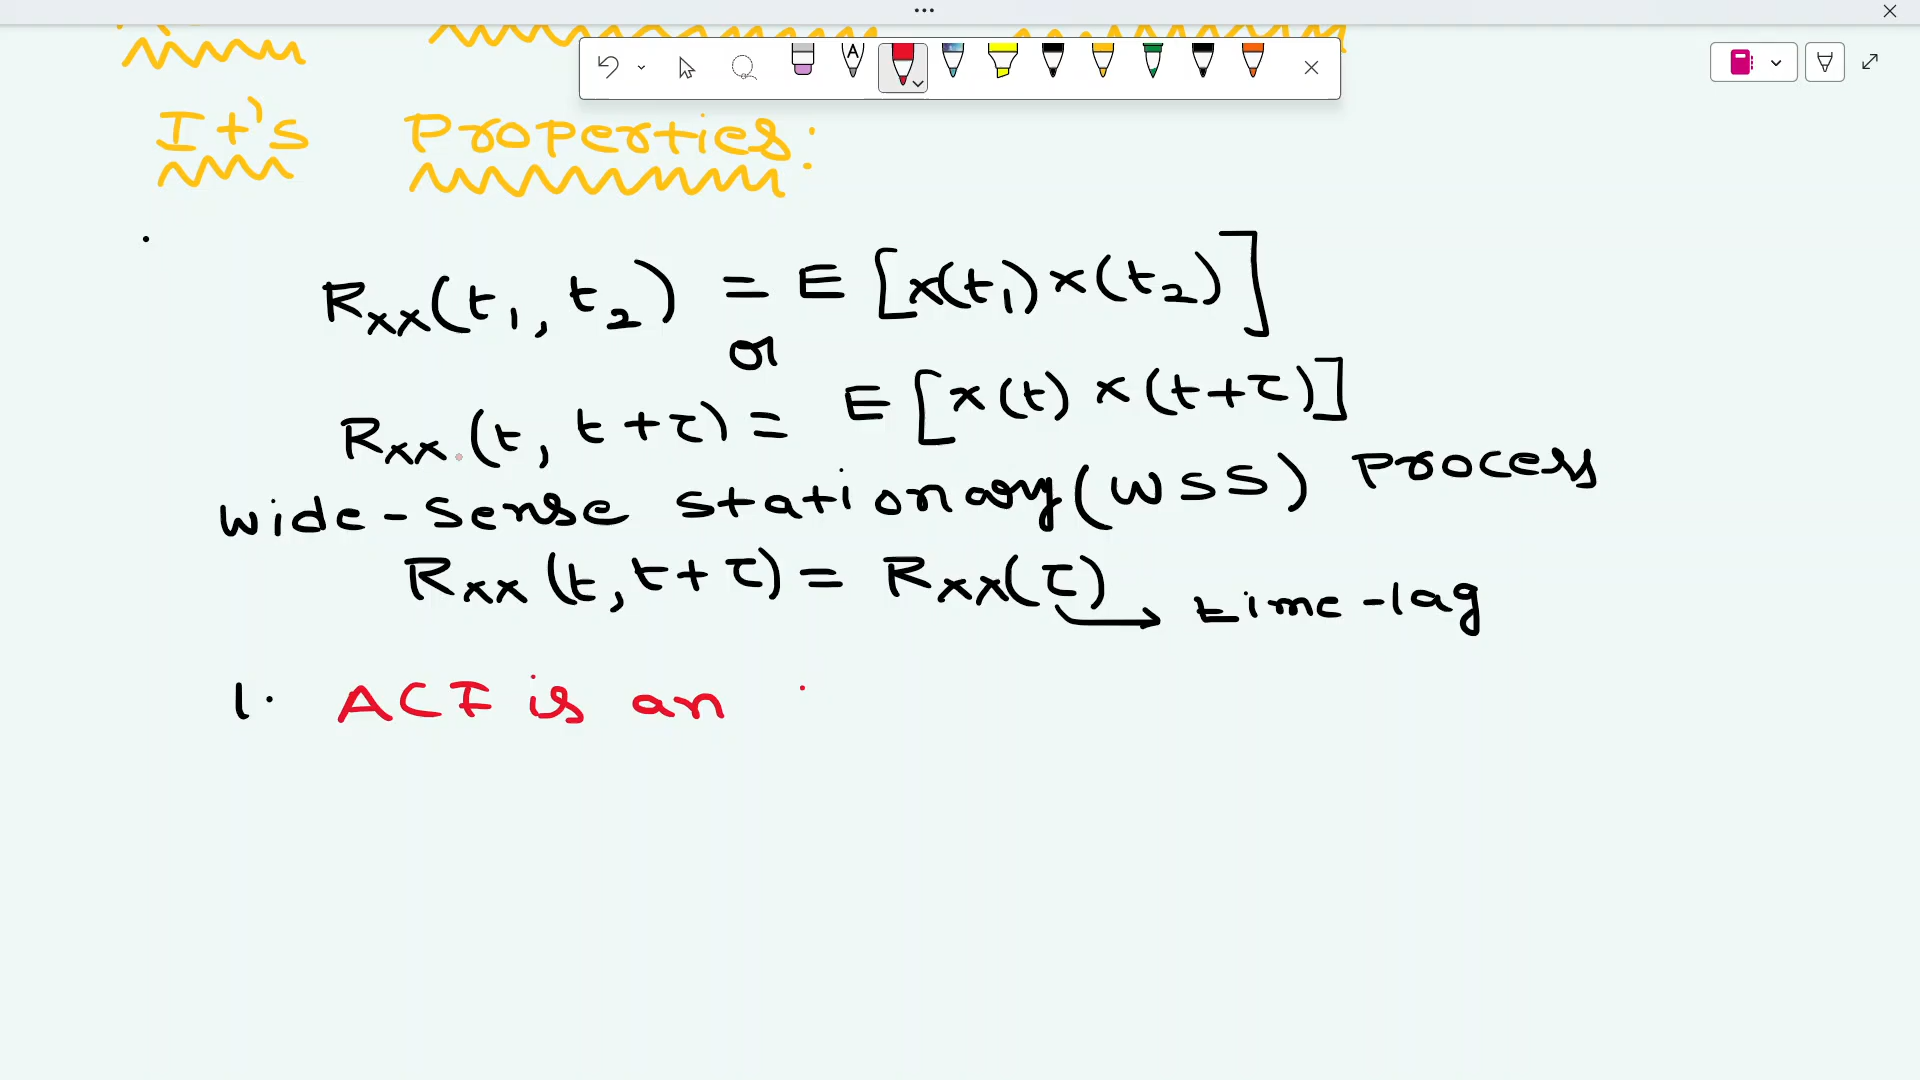 It's Properties:
Rxx(t1, t2) = E[x(t1) x(t2)]
or
Rxx(t, t+τ) = E[x(t) x(t+τ)]
wide-sense stationary(WSS) Process
Rxx(t, t+τ) = Rxx(τ)
time-lag
1. ACF is an